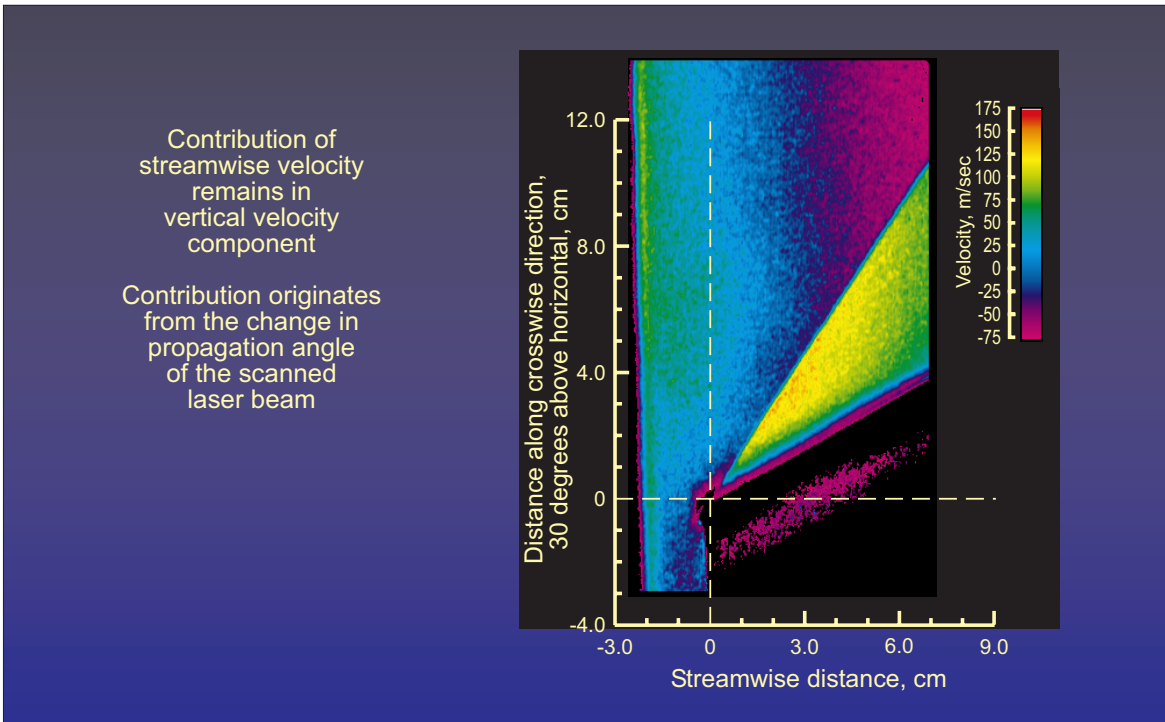 Contribution of
streamwise velocity
remains in
vertical velocity
component
Contribution originates
from the change in
propagation angle
of the scanned
laser beam
Distance along crosswise direction,
30 degrees above horizontal, cm
12.0
8.0
4.0
0
-4.0
-3.0 0 3.0 6.0 9.0
Streamwise distance, cm
Velocity, m/sec
175
150
125
100
75
50
25
0
-25
-50
-75